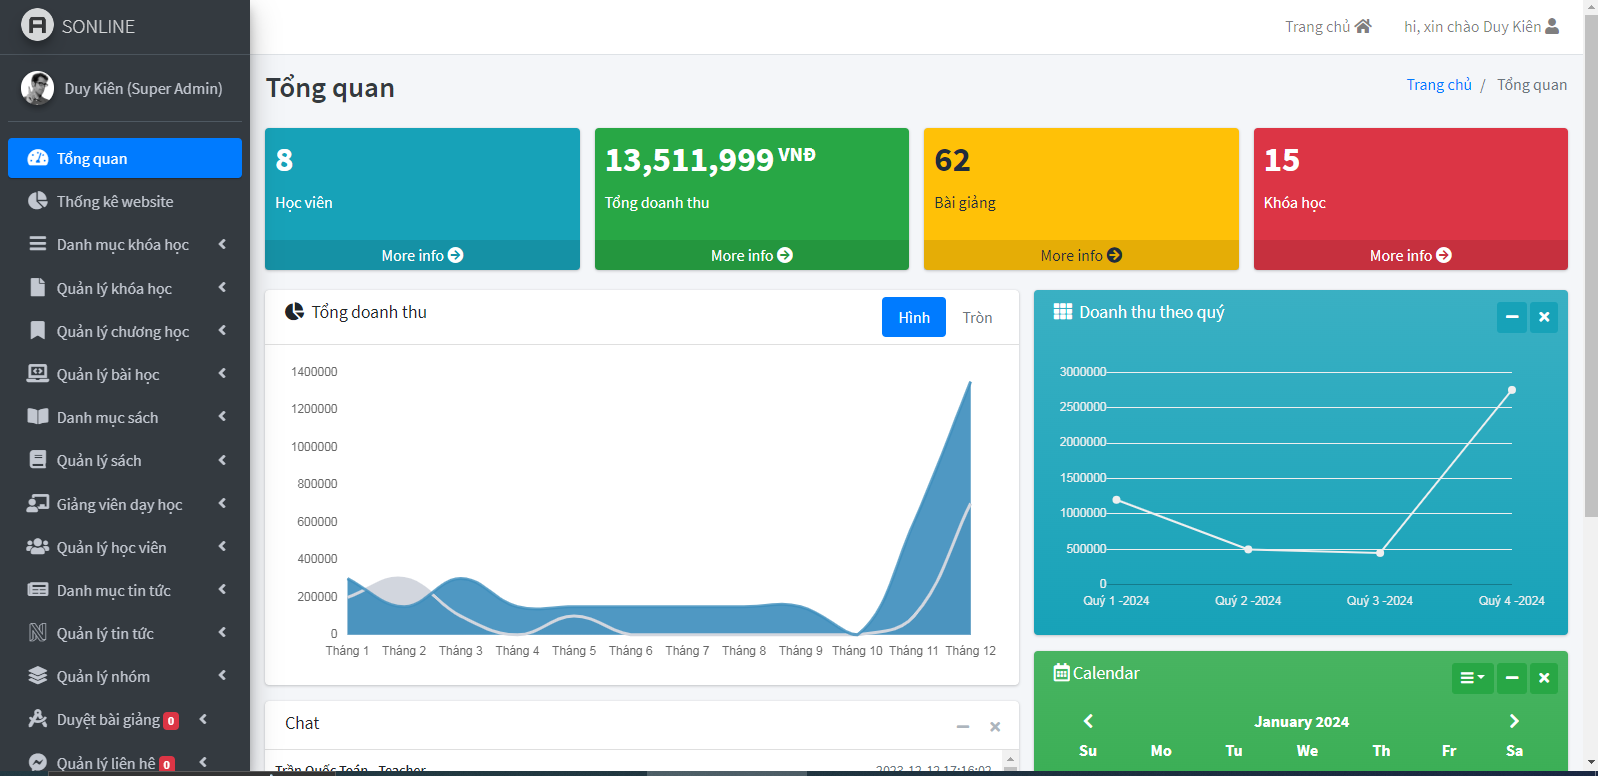 SONLINE
Trang chủ
hi, xin chào Duy Kiên
Duy Kiên (Super Admin)
Tổng quan
Thống kê website
Danh mục khóa học
Quản lý khóa học
Quản lý chương học
Quản lý bài học
Danh mục sách
Quản lý sách
Giảng viên dạy học
Quản lý học viên
Danh mục tin tức
Quản lý tin tức
Quản lý nhóm
Duyệt bài giảng 0
Quản lý liên hê 0
Tổng quan
Trang chủ / Tổng quan
8
Học viên
More info
13,511,999 VNĐ
Tổng doanh thu
More info
62
Bài giảng
More info
15
Khóa học
More info
Tổng doanh thu
Hình
Tròn
1400000
1200000
1000000
800000
600000
400000
200000
0
Tháng 1 Tháng 2 Tháng 3 Tháng 4 Tháng 5 Tháng 6 Tháng 7 Tháng 8 Tháng 9 Tháng 10 Tháng 11 Tháng 12
Doanh thu theo quý
3000000
2500000
2000000
1500000
1000000
500000
0
Quý 1 -2024 Quý 2 -2024 Quý 3 -2024 Quý 4 -2024
Chat
Trần Quốc Toán - Teacher
2023-12-12 17:16:02
Calendar
January 2024
Su Mo Tu We Th Fr Sa